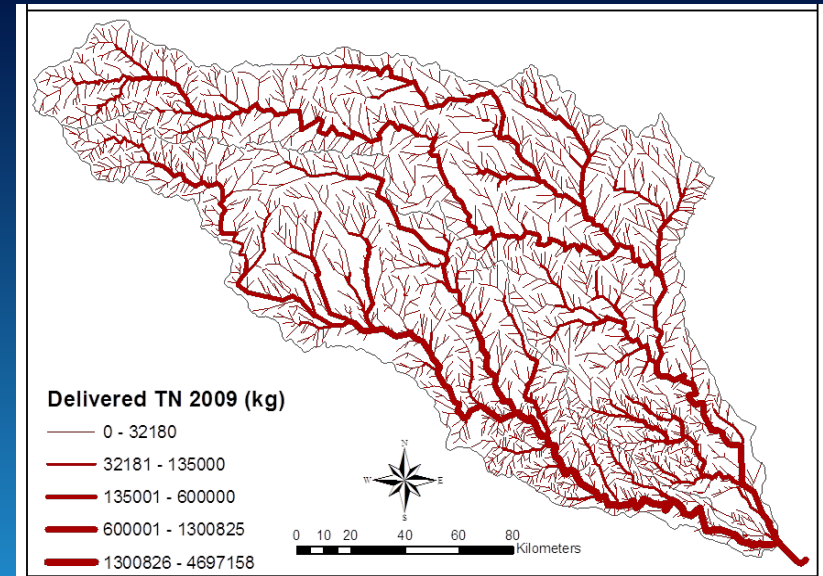 Delivered TN 2009 (kg)
0 - 32180
32181 - 135000
135001 - 600000
600001 - 1300825
1300826 - 4697158
N
W E
S
0 10 20 40 60 80
Kilometers